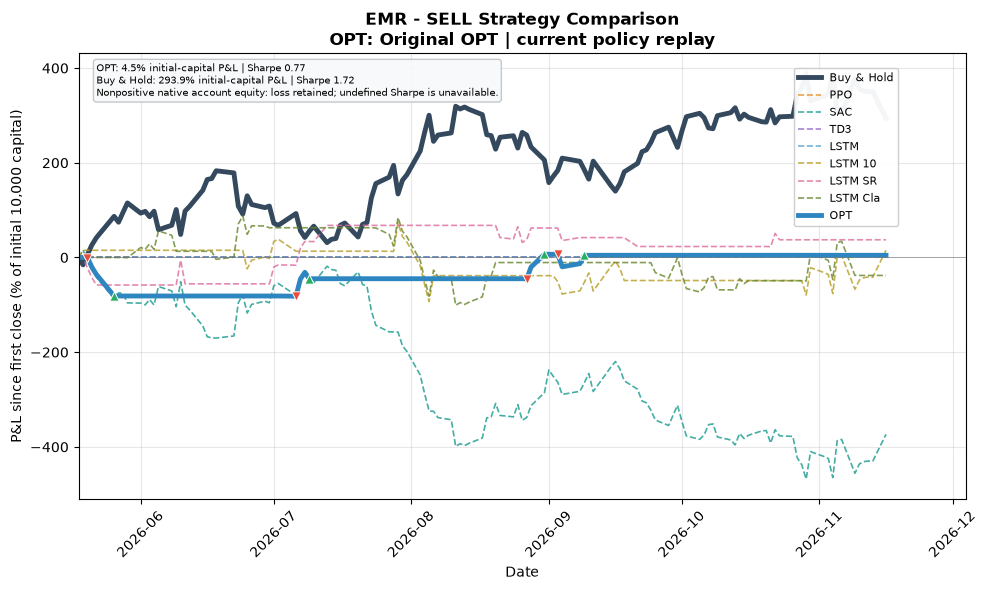 EMR - SELL Strategy Comparison
OPT: Original OPT | current policy replay
OPT: 4.5% initial-capital P&L | Sharpe 0.77
Buy & Hold: 293.9% initial-capital P&L | Sharpe 1.72
Nonpositive native account equity: loss retained; undefined Sharpe is unavailable.
Buy & Hold
PPO
SAC
TD3
LSTM
LSTM 10
LSTM SR
LSTM Cla
OPT
P&L since first close (% of initial 10,000 capital)
400
200
0
−200
−400
2026-06
2026-07
2026-08
2026-09
2026-10
2026-11
2026-12
Date